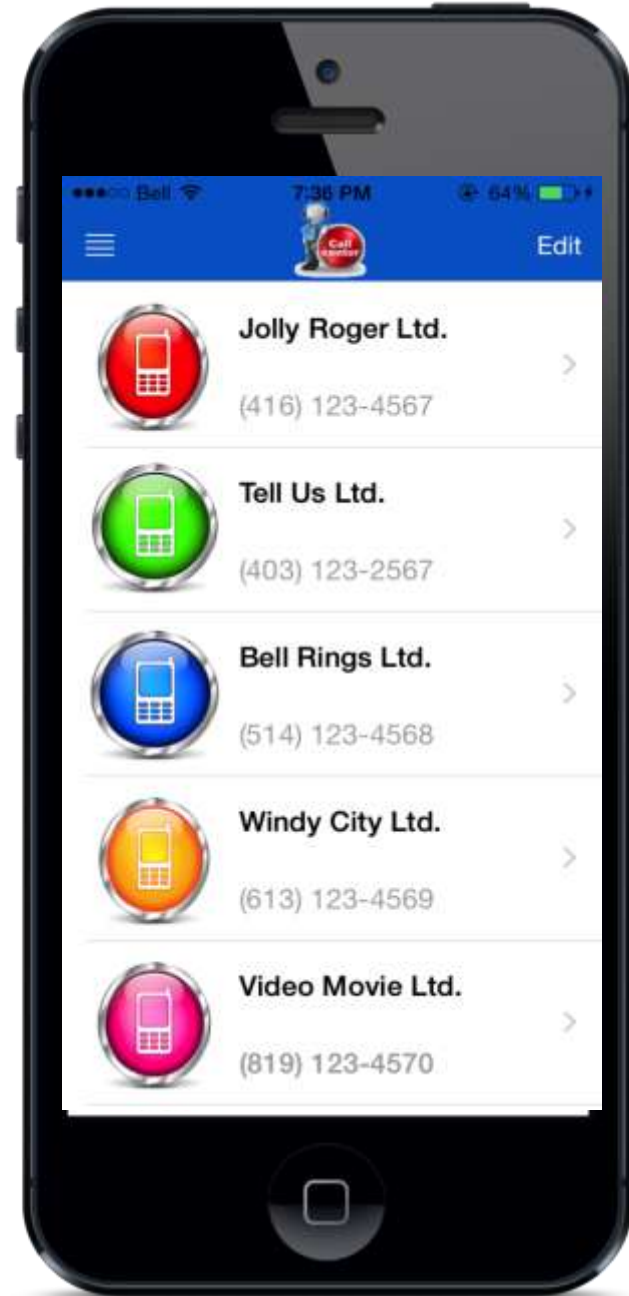 Bell 7:36 PM 64%
Call
center
Edit
Jolly Roger Ltd.
(416) 123-4567
Tell Us Ltd.
(403) 123-2567
Bell Rings Ltd.
(514) 123-4568
Windy City Ltd.
(613) 123-4569
Video Movie Ltd.
(819) 123-4570